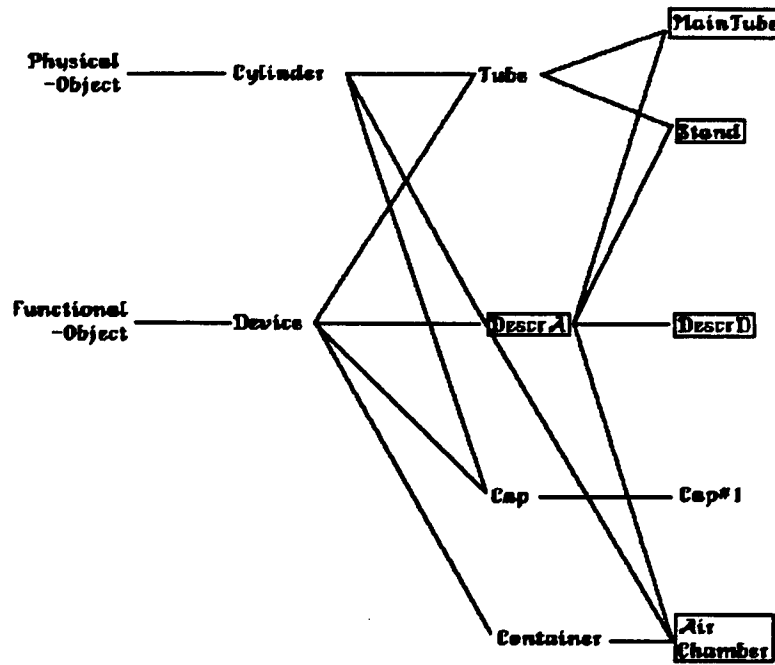 MainTube
Physical
-Object
Cylinder
Tube
Stand
Functional
-Object
Device
DescrA
DescrD
Cap
Cap#1
Container
Air
Chamber